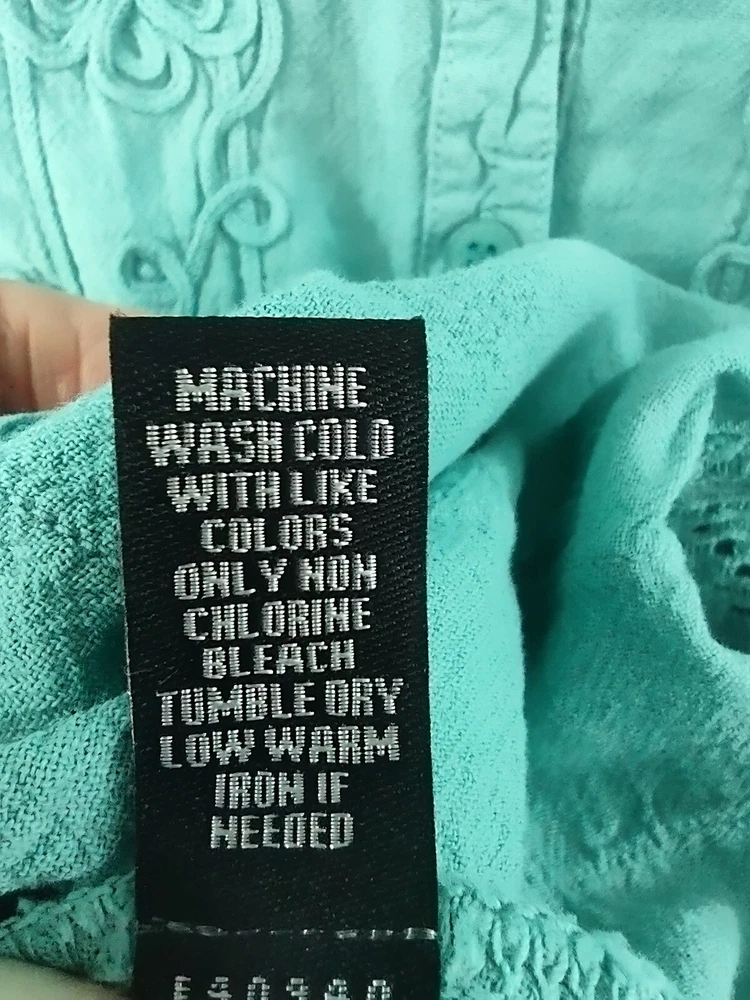 MACHINE
WASH COLD
WITH LIKE
COLORS
ONLY NON
CHLORINE
BLEACH
TUMBLE DRY
LOW WARM
IRON IF
NEEDED